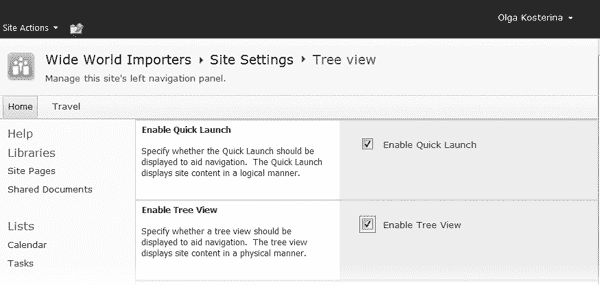 Olga Kosterina
Site Actions
Wide World Importers Site Settings Tree view
Manage this site's left navigation panel.
Home Travel
Help
Libraries
Site Pages
Shared Documents
Lists
Calendar
Tasks
Enable Quick Launch
Specify whether the Quick Launch should be
displayed to aid navigation. The Quick Launch
displays site content in a logical manner.
Enable Quick Launch
Enable Tree View
Specify whether a tree view should be
displayed to aid navigation. The tree view
displays site content in a physical manner.
Enable Tree View